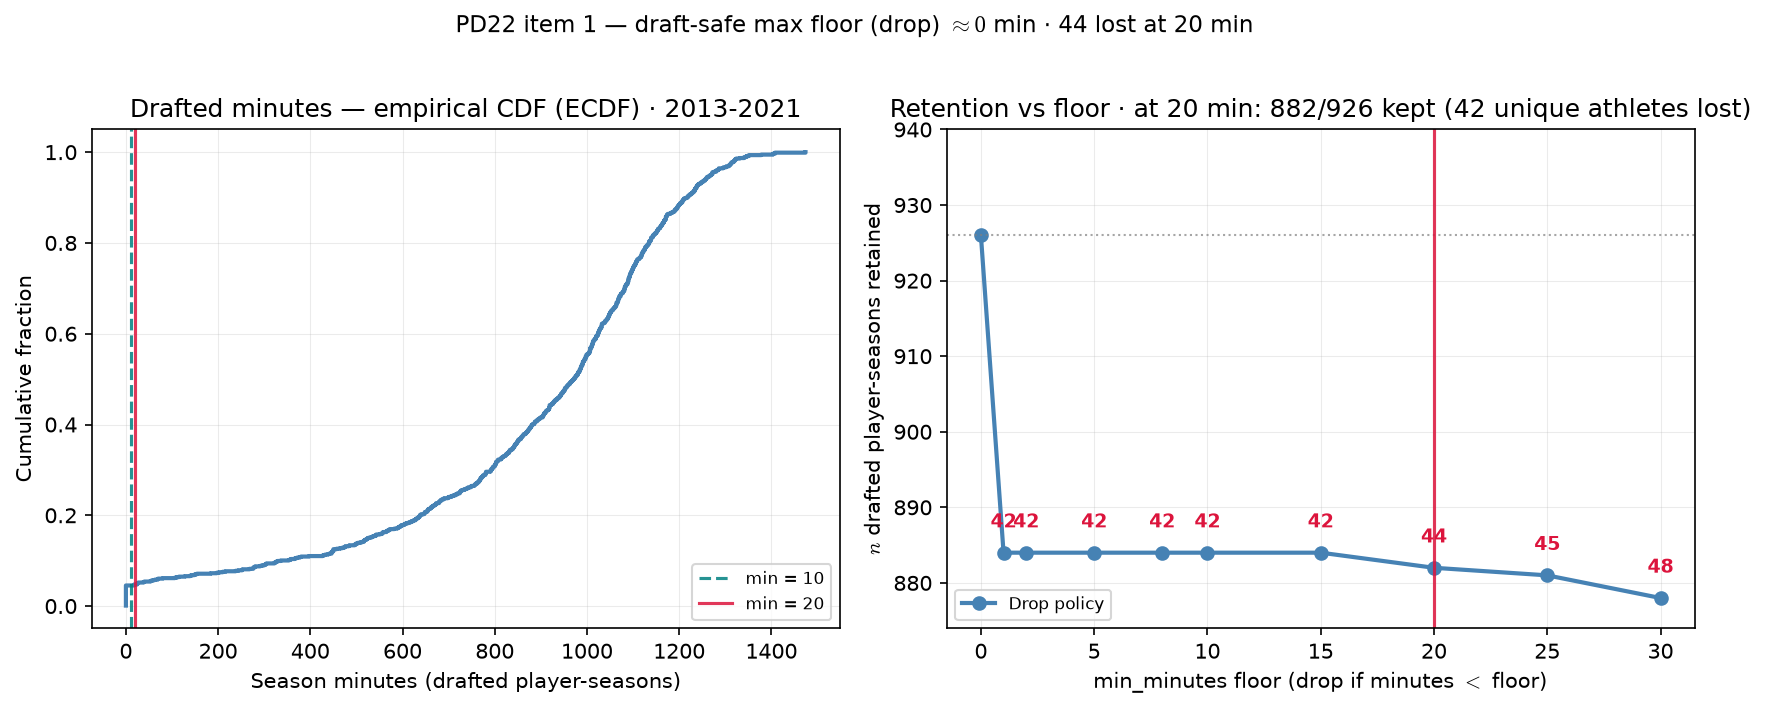 PD22 item 1 — draft-safe max floor (drop) ≈0 min · 44 lost at 20 min
Drafted minutes — empirical CDF (ECDF) · 2013-2021
Cumulative fraction
1.0
0.8
0.6
0.4
0.2
0.0
min = 10
min = 20
0 200 400 600 800 1000 1200 1400
Season minutes (drafted player-seasons)
Retention vs floor · at 20 min: 882/926 kept (42 unique athletes lost)
n drafted player-seasons retained
940
930
920
910
900
890
880
42 42 42 42 42 42 44 45 48
Drop policy
0 5 10 15 20 25 30
min_minutes floor (drop if minutes < floor)